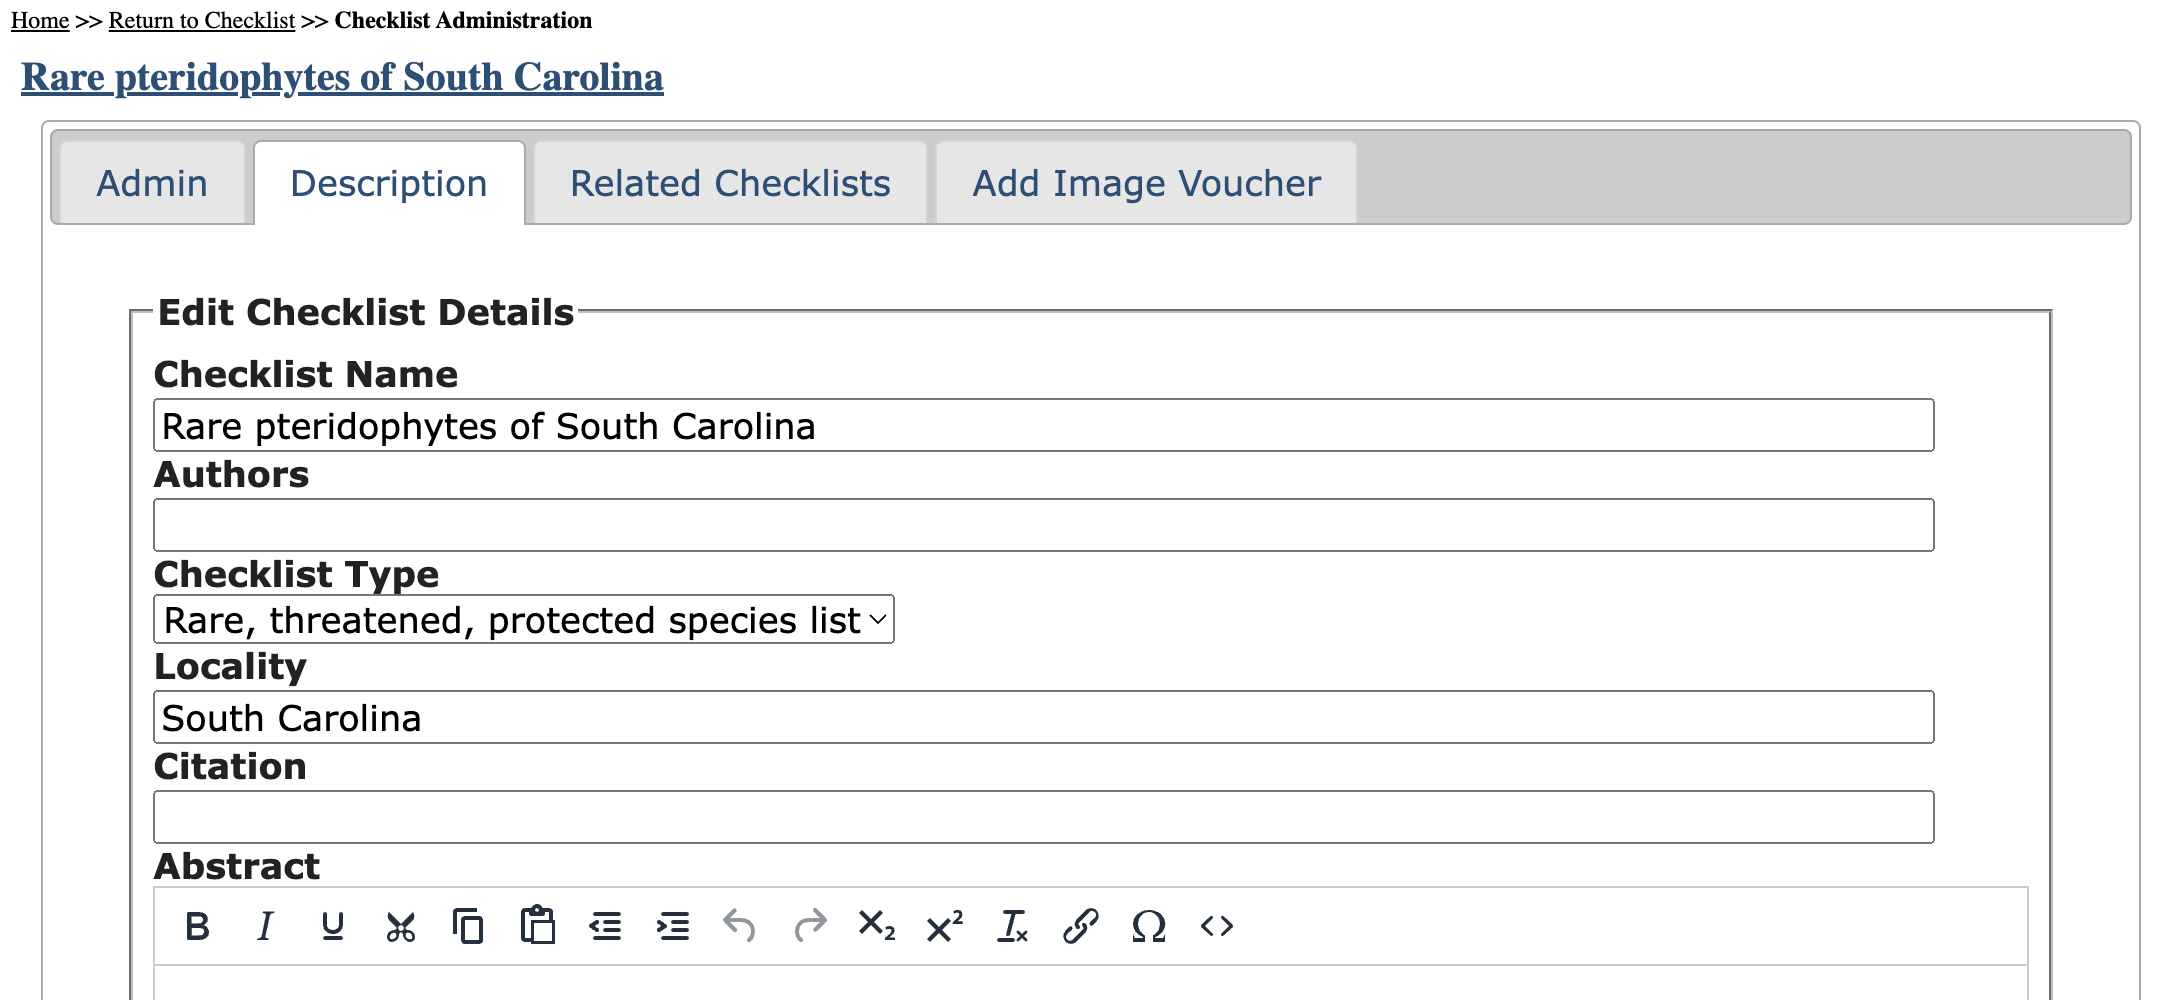 Home >> Return to Checklist >> Checklist Administration
Rare pteridophytes of South Carolina
Admin Description Related Checklists Add Image Voucher
Edit Checklist Details
Checklist Name
Rare pteridophytes of South Carolina
Authors
Checklist Type
Rare, threatened, protected species list
Locality
South Carolina
Citation
Abstract